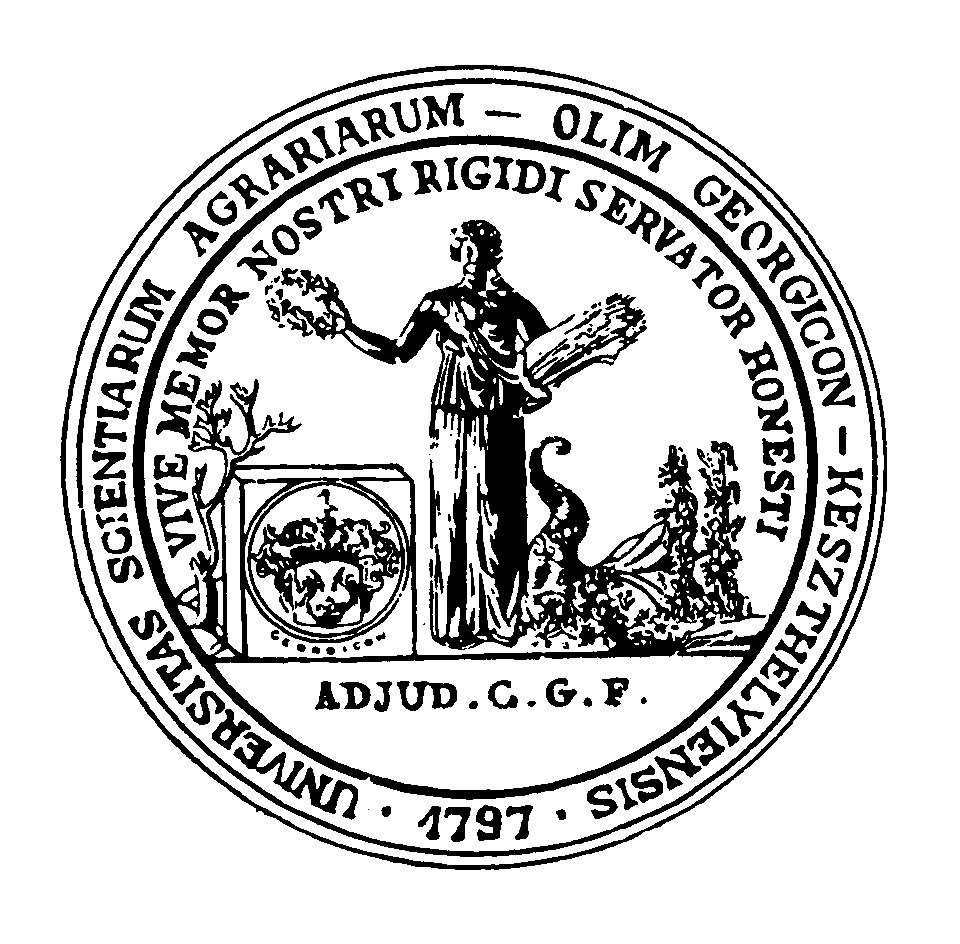 UNIVERSITAS SCIENTIARUM AGRARIARUM — OLIM GEORGICON — KESZTHELYIENSIS
· 1797 ·
VIVE MEMOR NOSTRI RIGIDI SERVATOR HONESTI
ADJUD. C. G. F.